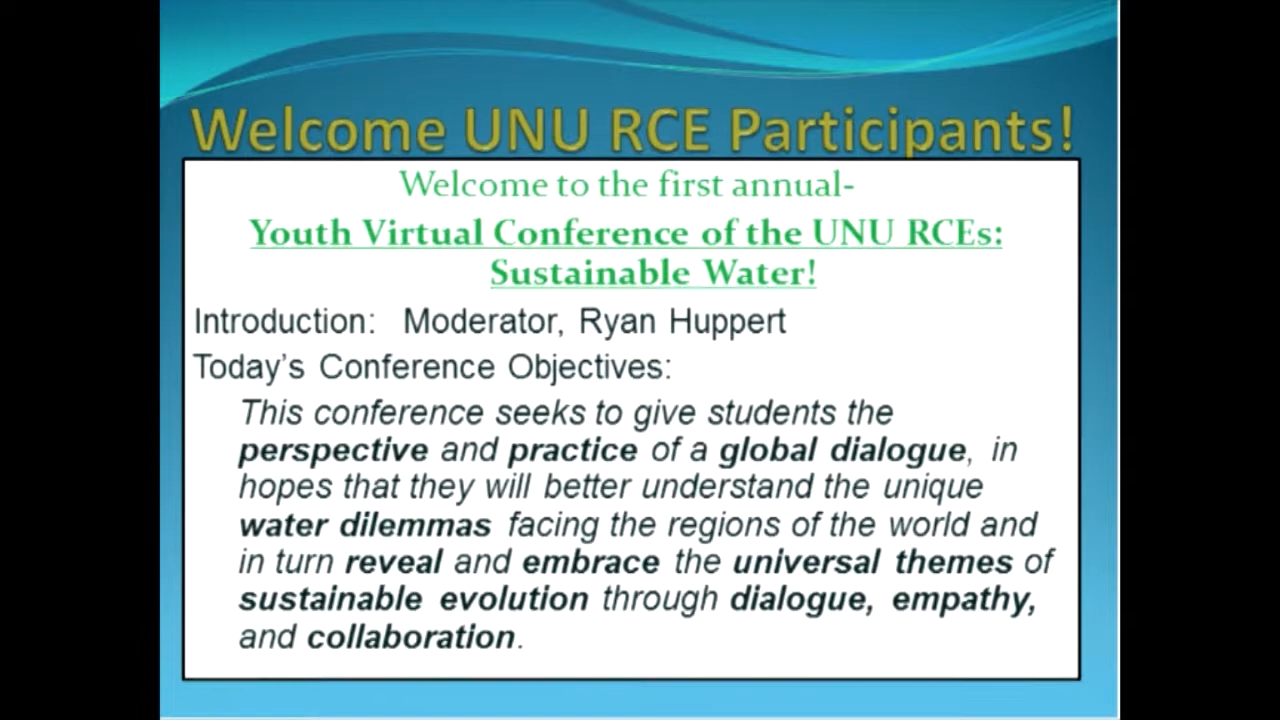 Welcome UNU RCE Participants!
Welcome to the first annual-
Youth Virtual Conference of the UNU RCEs:
Sustainable Water!
Introduction: Moderator, Ryan Huppert
Today's Conference Objectives:
This conference seeks to give students the
perspective and practice of a global dialogue, in
hopes that they will better understand the unique
water dilemmas facing the regions of the world and
in turn reveal and embrace the universal themes of
sustainable evolution through dialogue, empathy,
and collaboration.